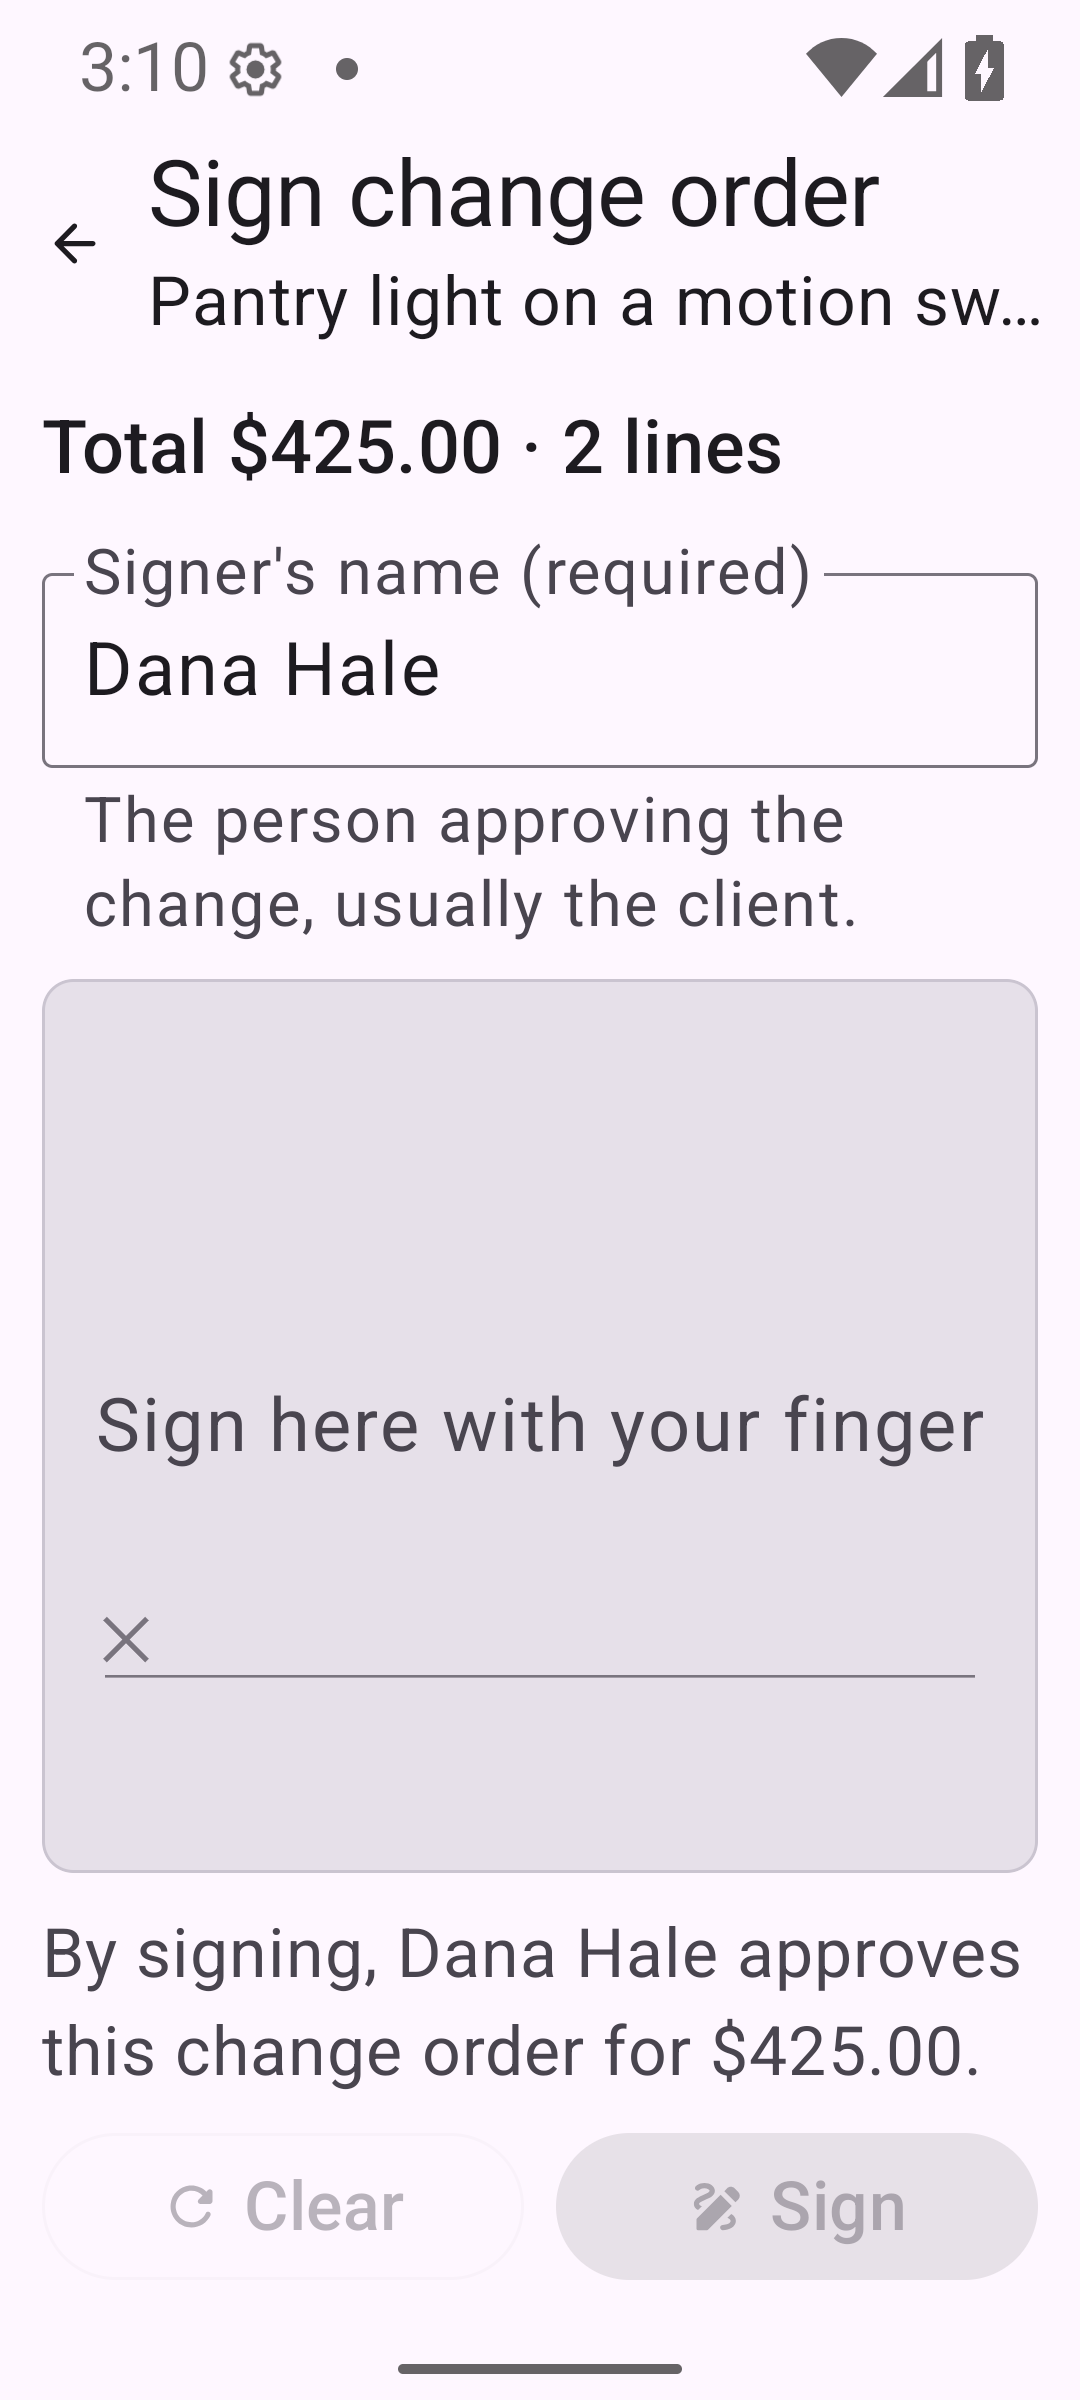 3:10
Sign change order
Pantry light on a motion sw…
Total $425.00 · 2 lines
Signer's name (required)
Dana Hale
The person approving the
change, usually the client.
Sign here with your finger
By signing, Dana Hale approves
this change order for $425.00.
Clear
Sign